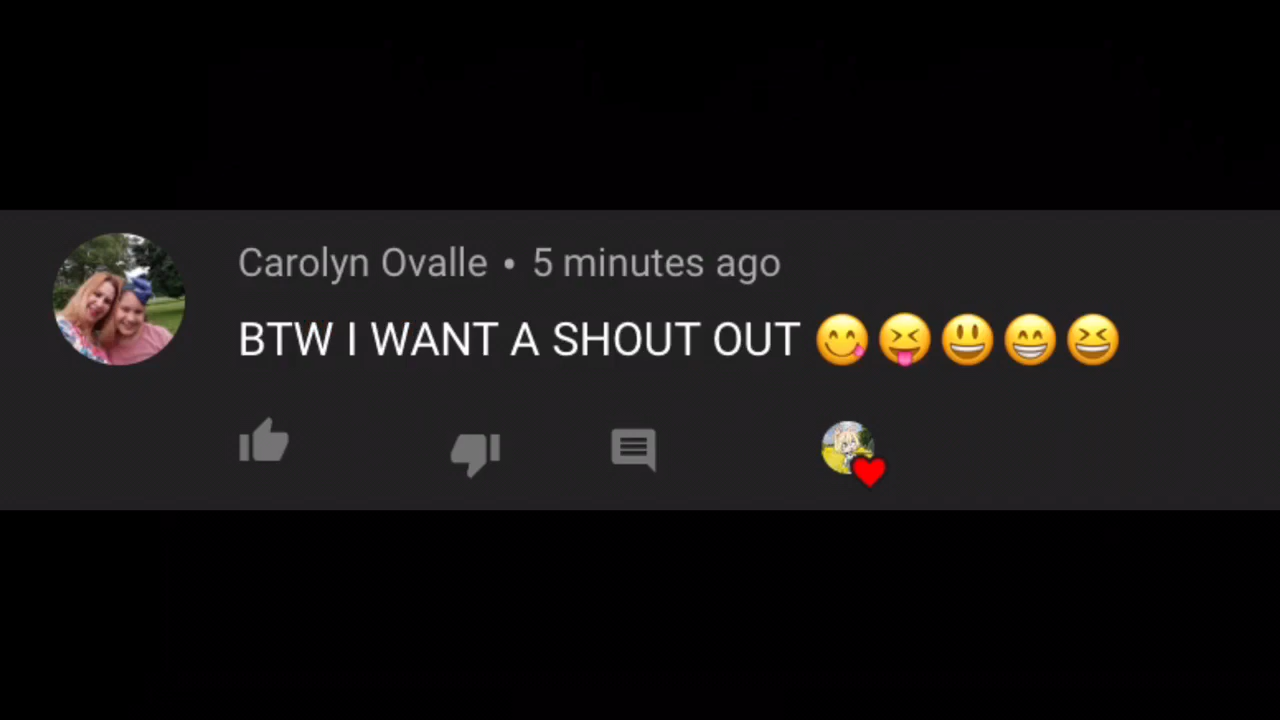 Carolyn Ovalle • 5 minutes ago
BTW I WANT A SHOUT OUT 😋😝😃😁😆